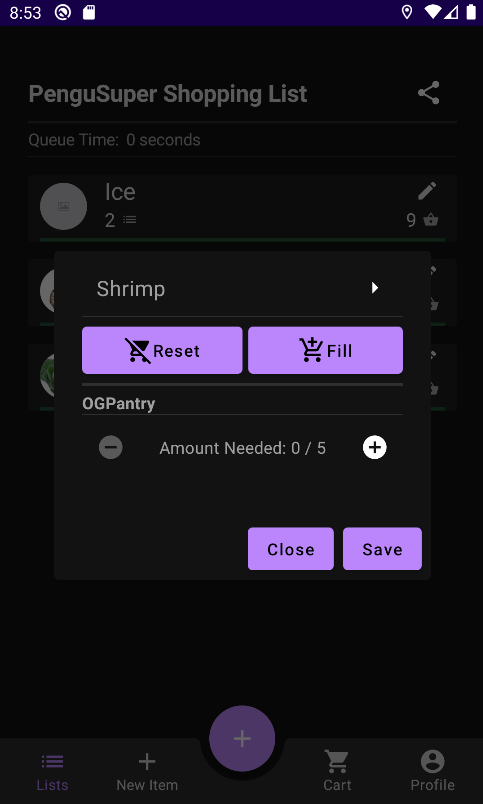 8:53
PenguSuper Shopping List
Queue Time: 0 seconds
Ice
2
9
Shrimp
Reset
Fill
OGPantry
Amount Needed: 0 / 5
Close
Save
Lists
New Item
Cart
Profile